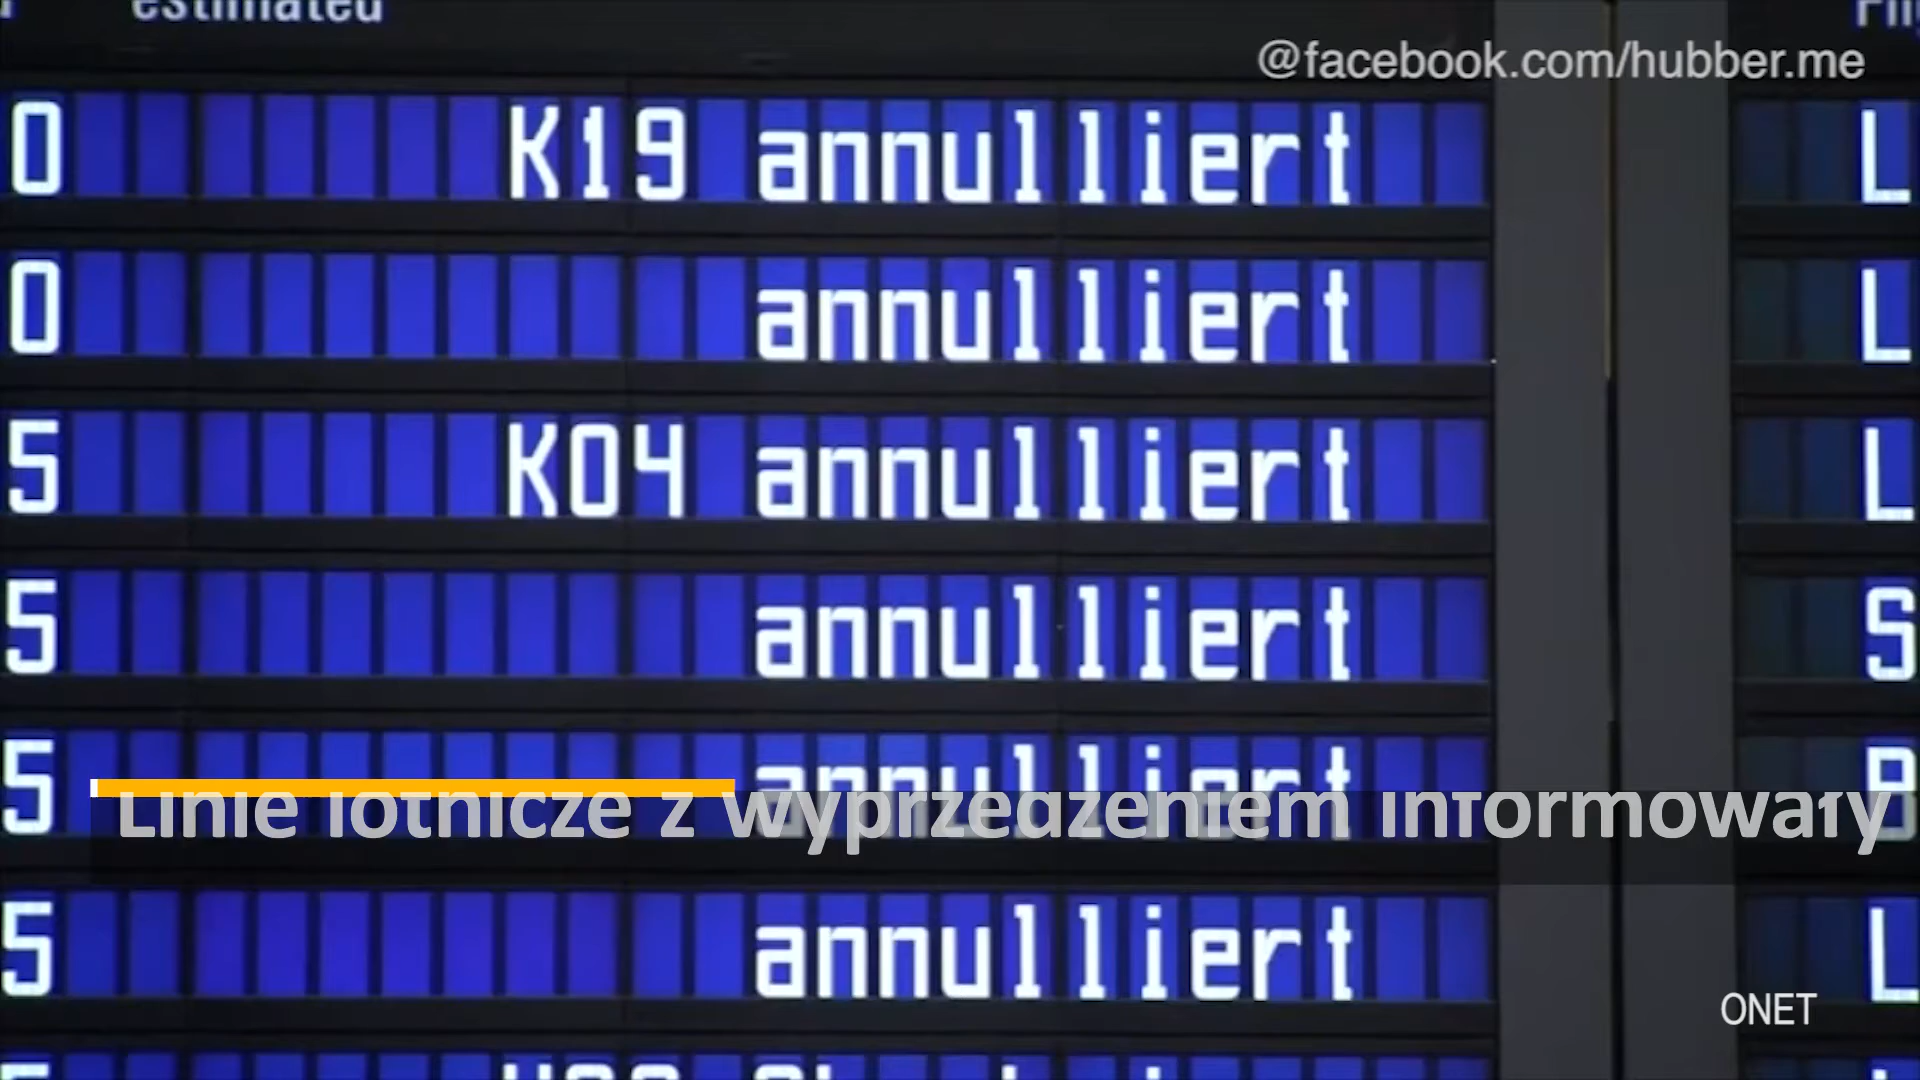 estimated
@facebook.com/hubber.me
0 K19 annulliert L
0 annulliert L
5 K04 annulliert L
5 annulliert S
5 annulliert B
Linie lotnicze z wyprzedzeniem informowały
5 annulliert L
ONET